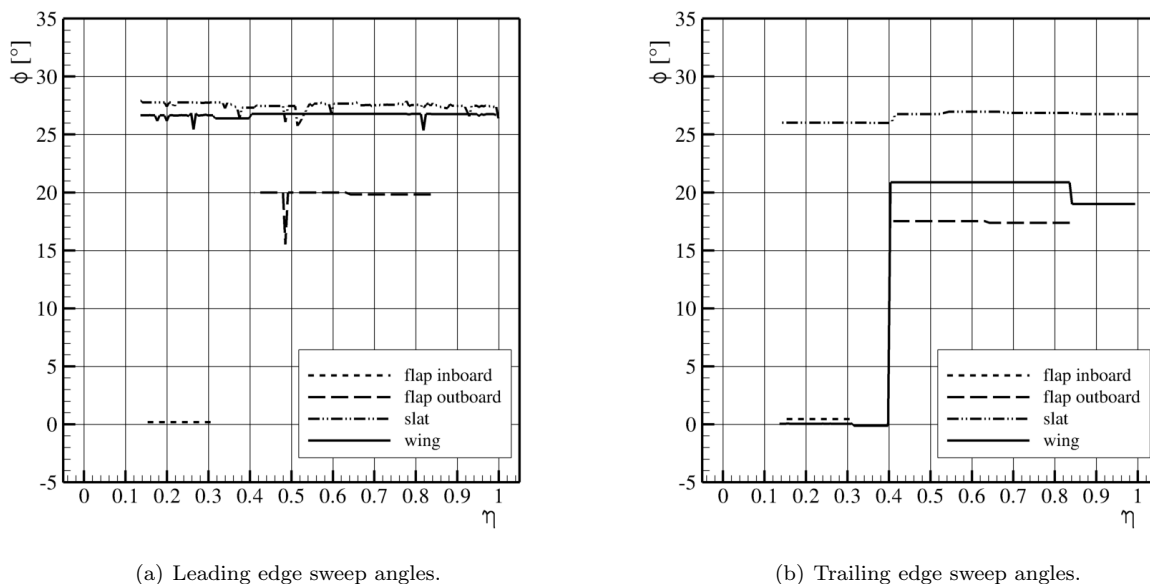 35
30
25
20
15
10
5
0
-5
ϕ [°]
0 0.1 0.2 0.3 0.4 0.5 0.6 0.7 0.8 0.9 1
η
flap inboard
flap outboard
slat
wing
(a) Leading edge sweep angles.
35
30
25
20
15
10
5
0
-5
ϕ [°]
0 0.1 0.2 0.3 0.4 0.5 0.6 0.7 0.8 0.9 1
η
flap inboard
flap outboard
slat
wing
(b) Trailing edge sweep angles.